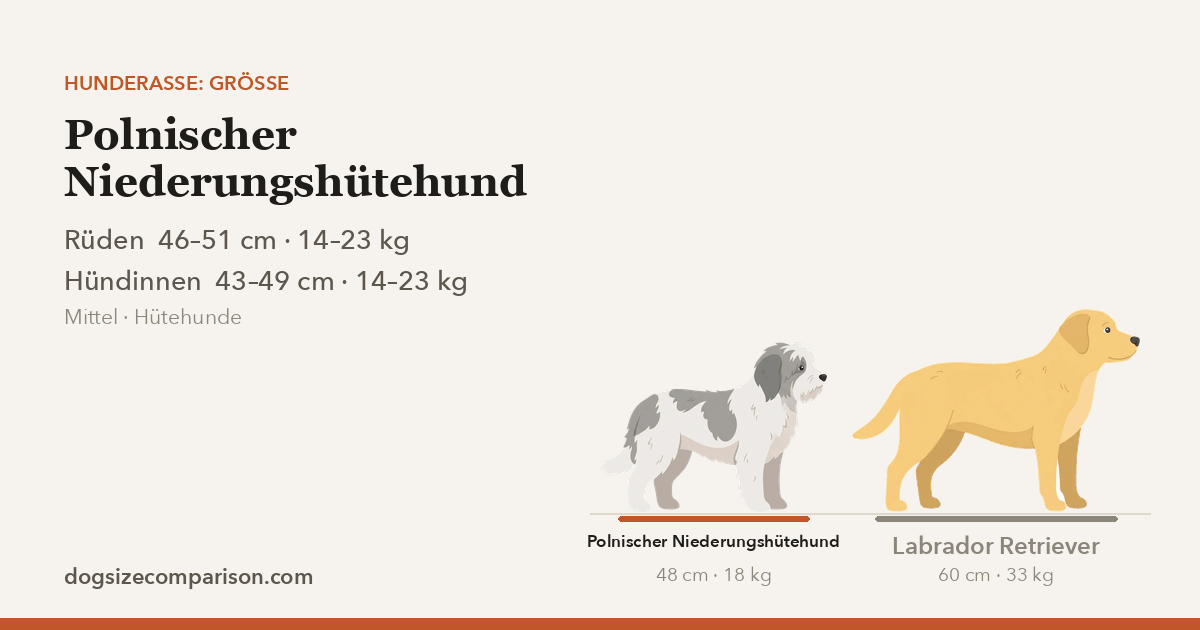 HUNDERASSE: GRÖSSE
Polnischer
Niederungshütehund
Rüden 46–51 cm · 14–23 kg
Hündinnen 43–49 cm · 14–23 kg
Mittel · Hütehunde
Polnischer Niederungshütehund
48 cm · 18 kg
Labrador Retriever
60 cm · 33 kg
dogsizecomparison.com